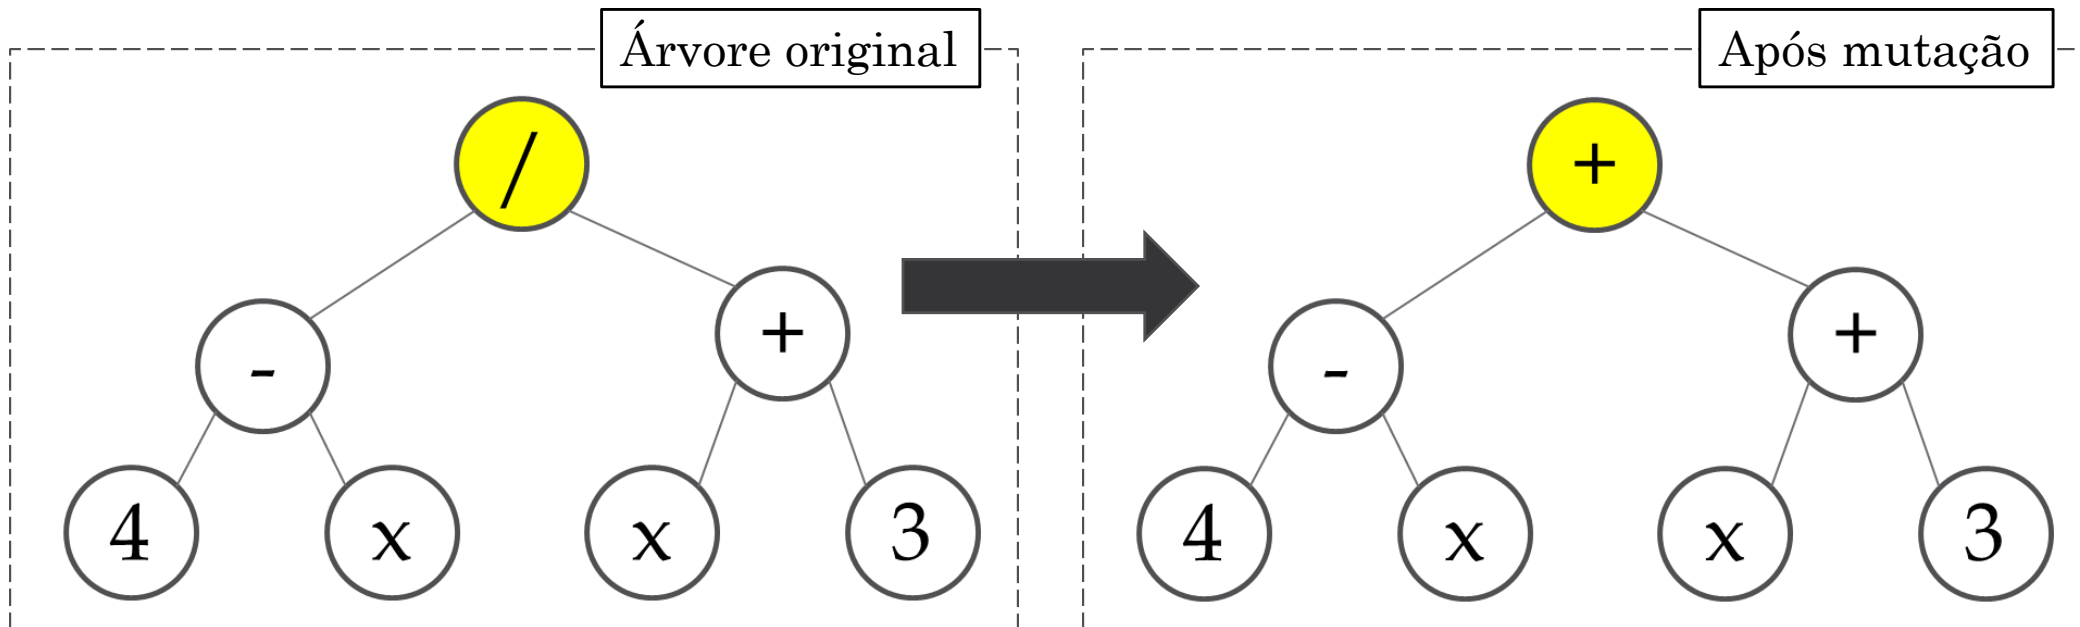 Árvore original
/
-
+
4
x
x
3
Após mutação
+
-
+
4
x
x
3